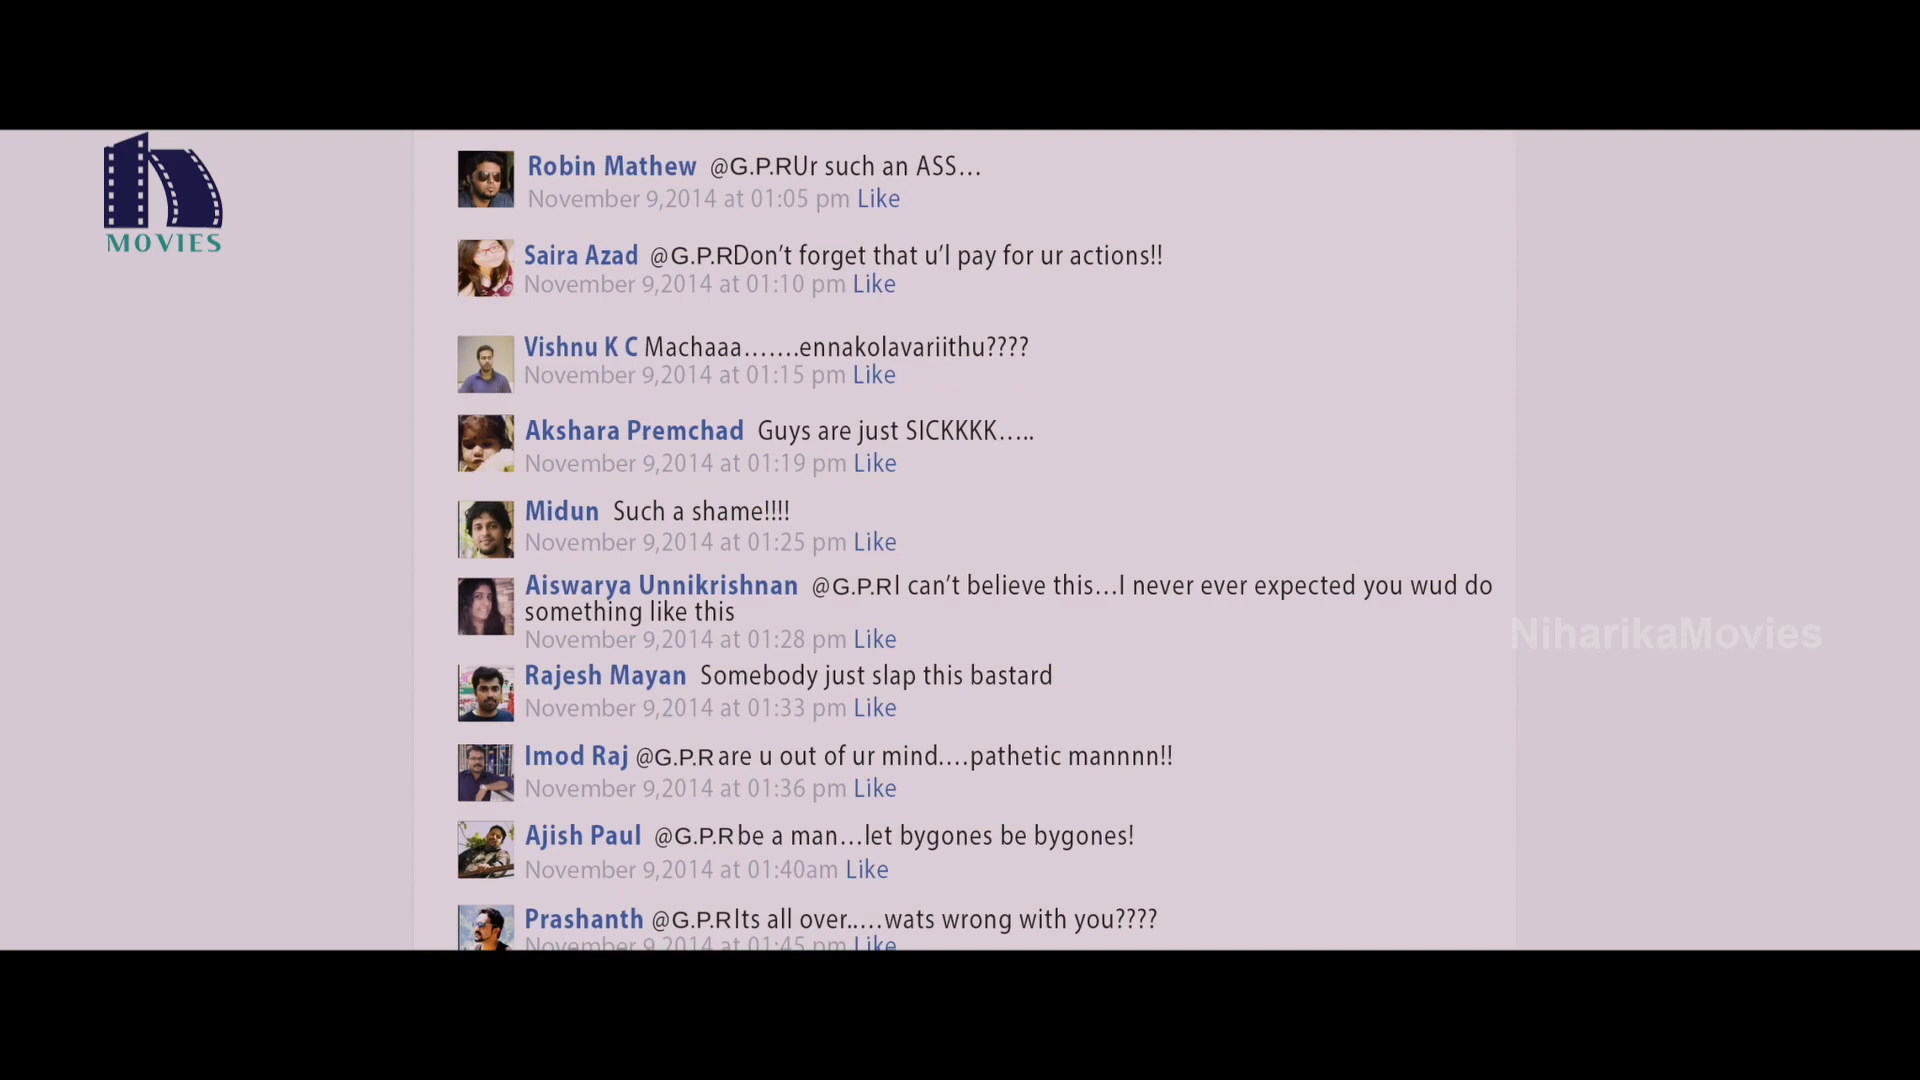 MOVIES
Robin Mathew @G.P.RUr such an ASS...
November 9,2014 at 01:05 pm Like
Saira Azad @G.P.RDon't forget that u'l pay for ur actions!!
November 9,2014 at 01:10 pm Like
Vishnu K C Machaaa.......ennakolavariithu????
November 9,2014 at 01:15 pm Like
Akshara Premchad Guys are just SICKKKK.....
November 9,2014 at 01:19 pm Like
Midun Such a shame!!!!
November 9,2014 at 01:25 pm Like
Aiswarya Unnikrishnan @G.P.RI can't believe this...I never ever expected you wud do
something like this
November 9,2014 at 01:28 pm Like
NiharikaMovies
Rajesh Mayan Somebody just slap this bastard
November 9,2014 at 01:33 pm Like
Imod Raj @G.P.R are u out of ur mind....pathetic mannnn!!
November 9,2014 at 01:36 pm Like
Ajish Paul @G.P.R be a man...let bygones be bygones!
November 9,2014 at 01:40am Like
Prashanth @G.P.RIts all over.....wats wrong with you????
November 9,2014 at 01:45 pm Like